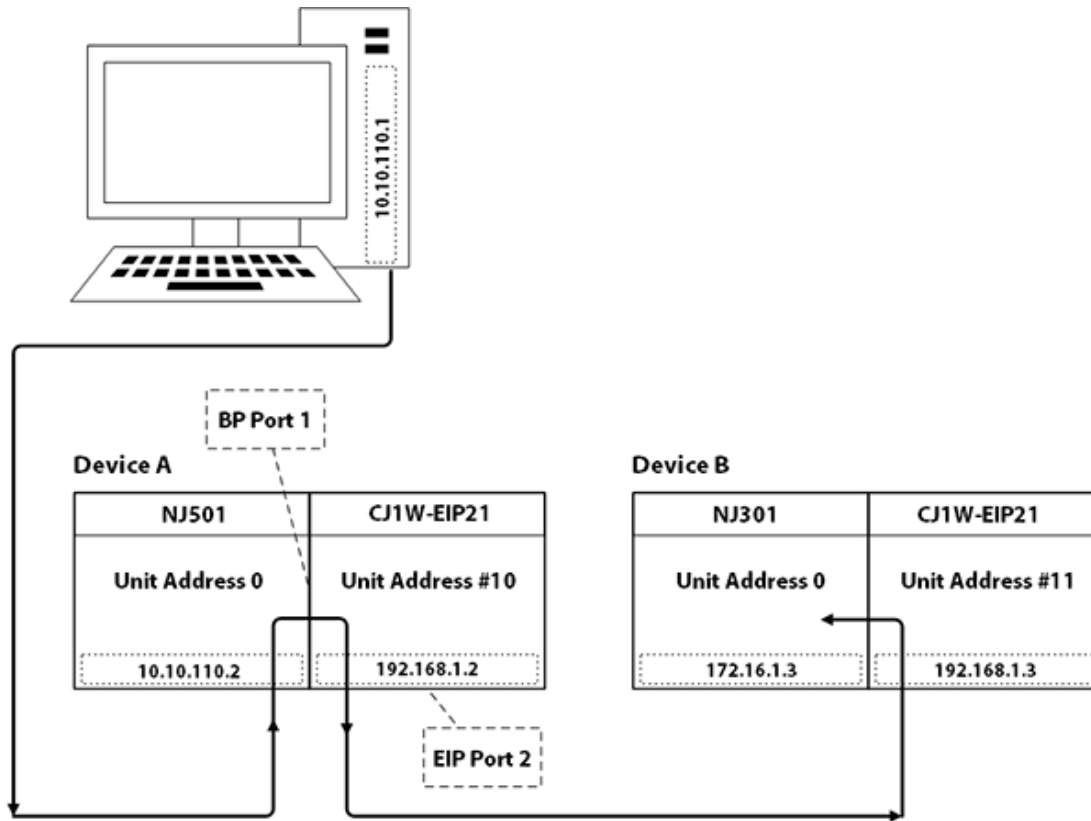 10.10.110.1
BP Port 1
Device A
NJ501
CJ1W-EIP21
Unit Address 0
Unit Address #10
10.10.110.2
192.168.1.2
EIP Port 2
Device B
NJ301
CJ1W-EIP21
Unit Address 0
Unit Address #11
172.16.1.3
192.168.1.3